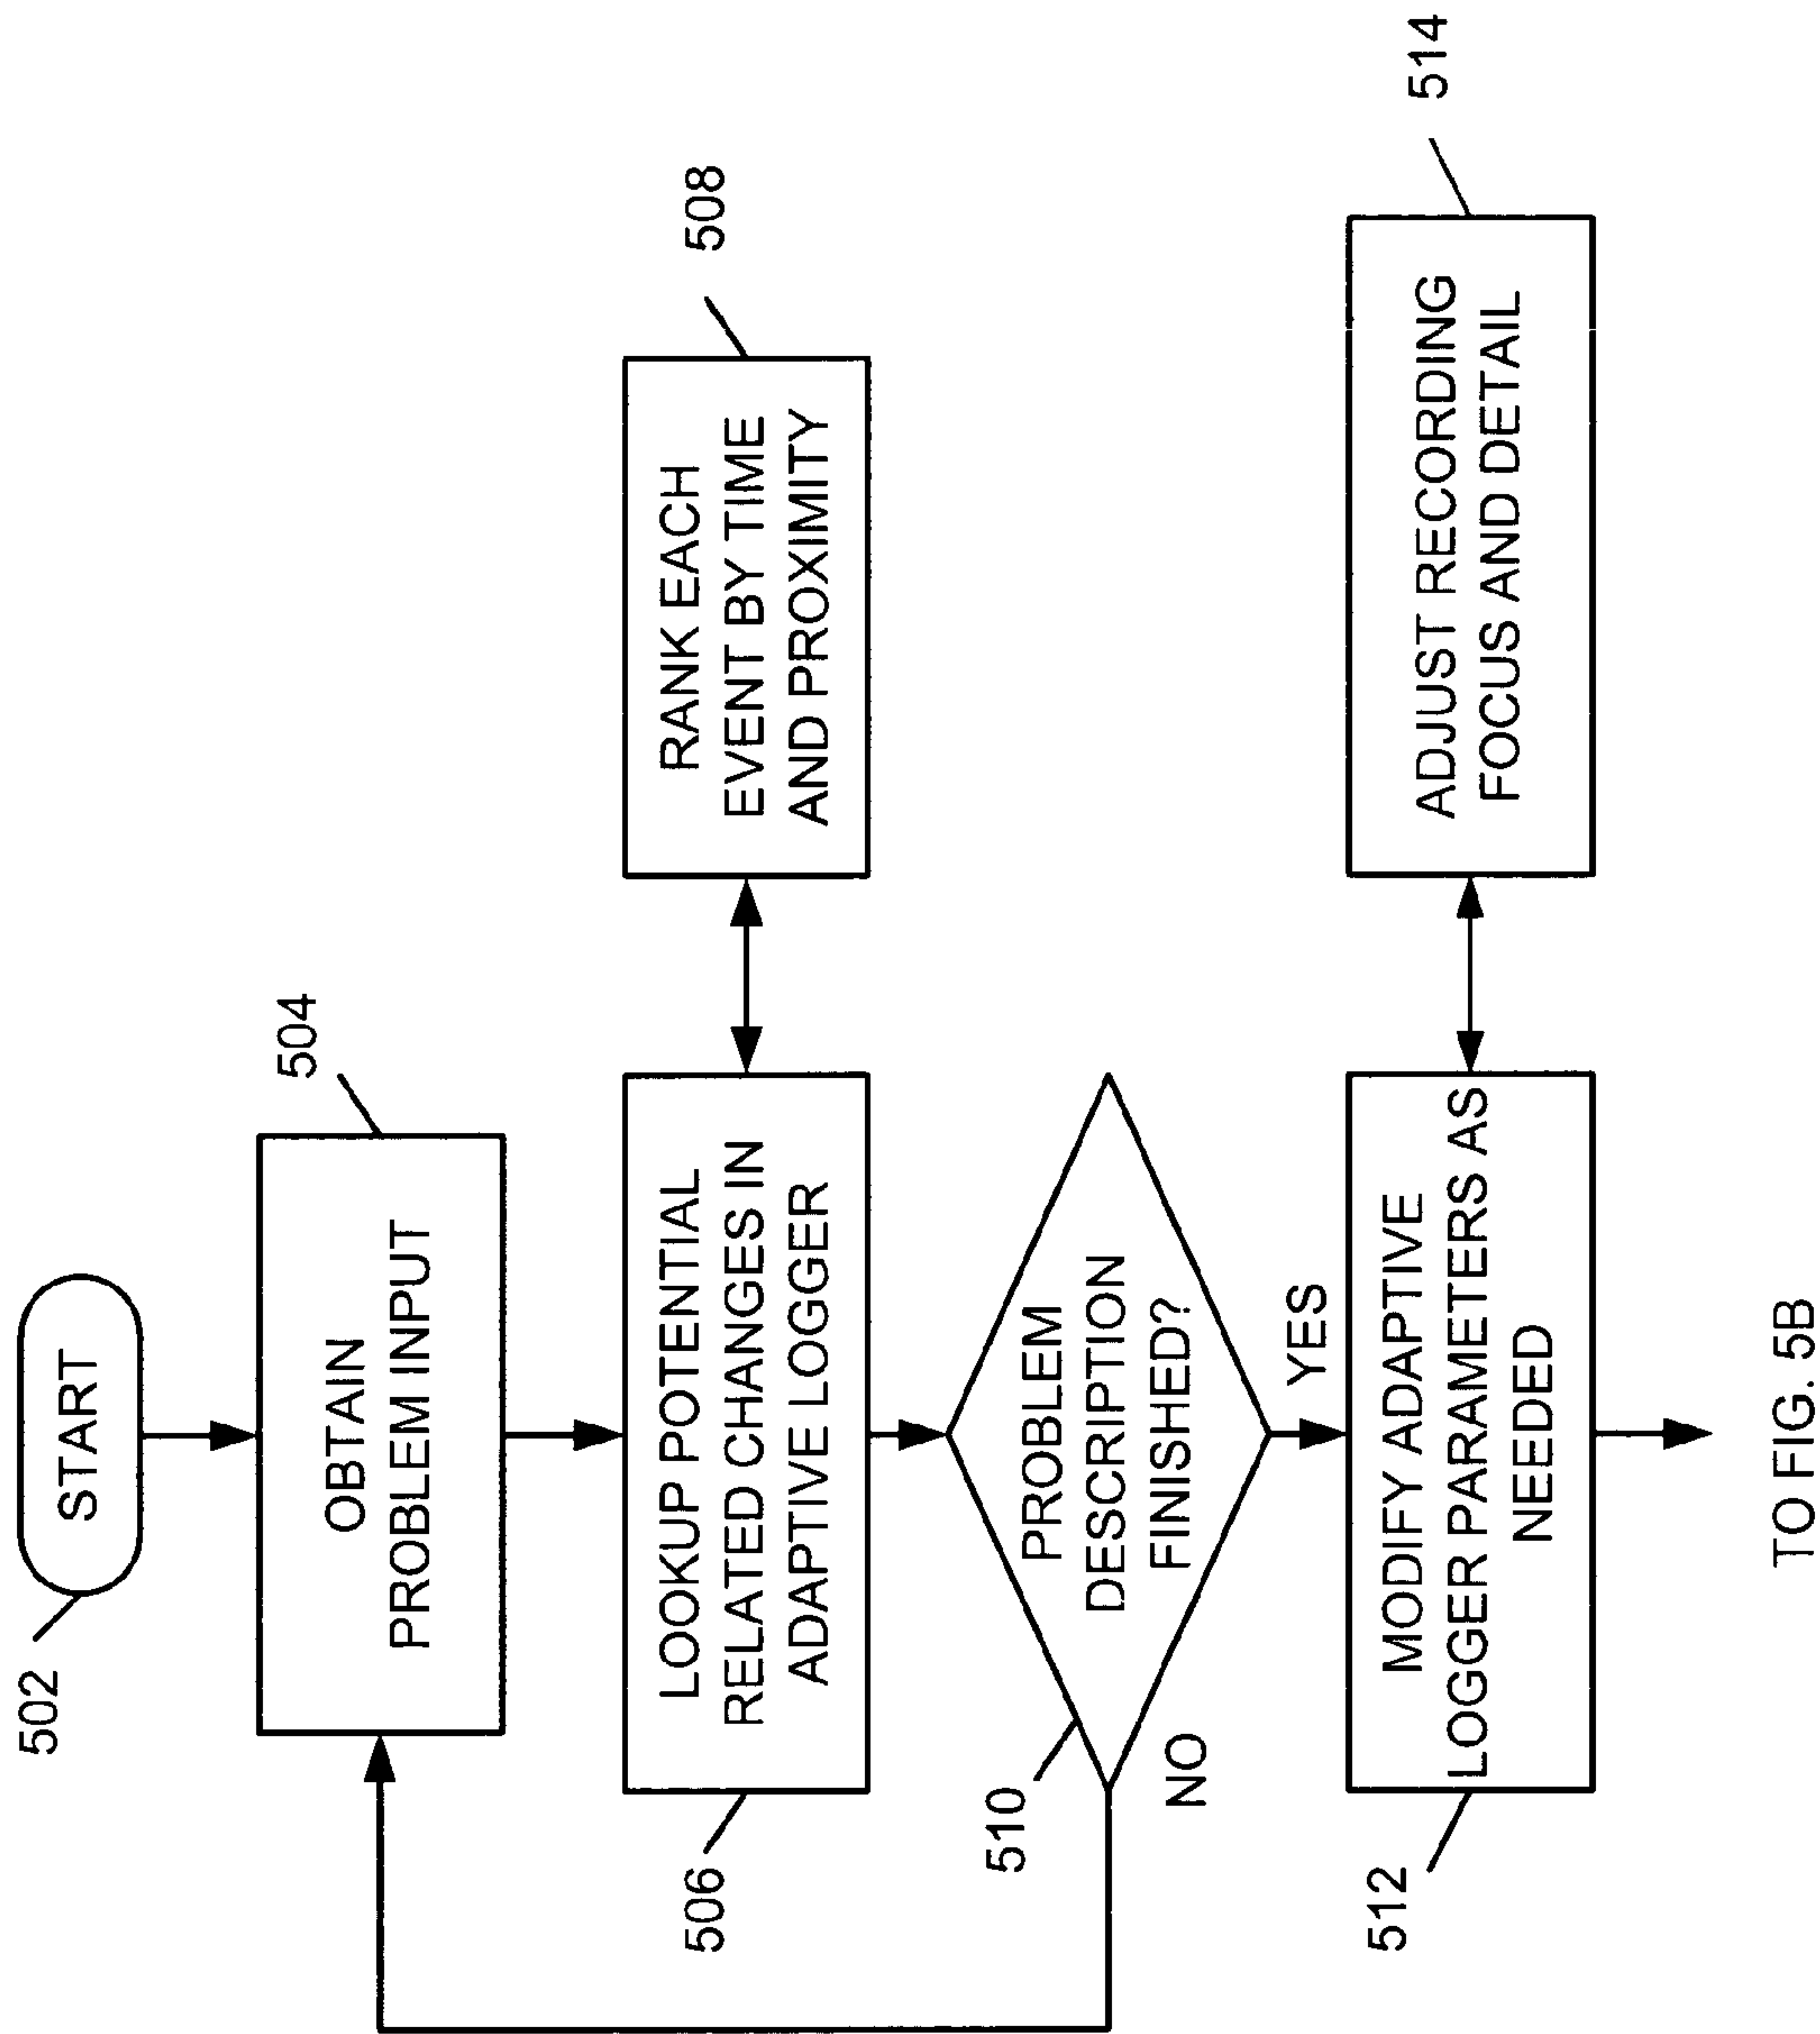 502
START
504
OBTAIN
PROBLEM INPUT
506
LOOKUP POTENTIAL
RELATED CHANGES IN
ADAPTIVE LOGGER
508
RANK EACH
EVENT BY TIME
AND PROXIMITY
510
PROBLEM
DESCRIPTION
FINISHED?
NO
YES
512
MODIFY ADAPTIVE
LOGGER PARAMETERS AS
NEEDED
514
ADJUST RECORDING
FOCUS AND DETAIL
TO FIG. 5B